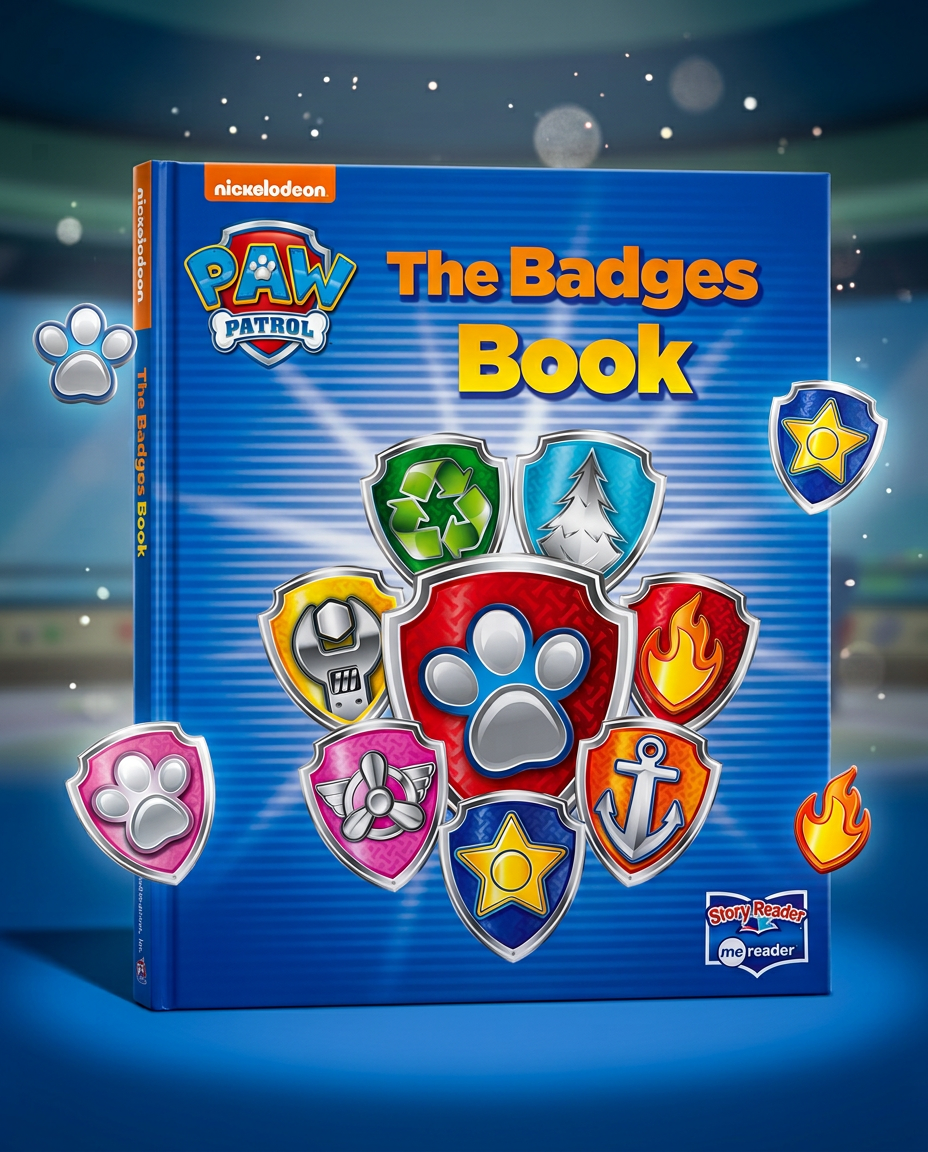 nickelodeon
PAW
PATROL
The Badges
Book
nickelodeon
The Badges Book
Story Reader
me reader